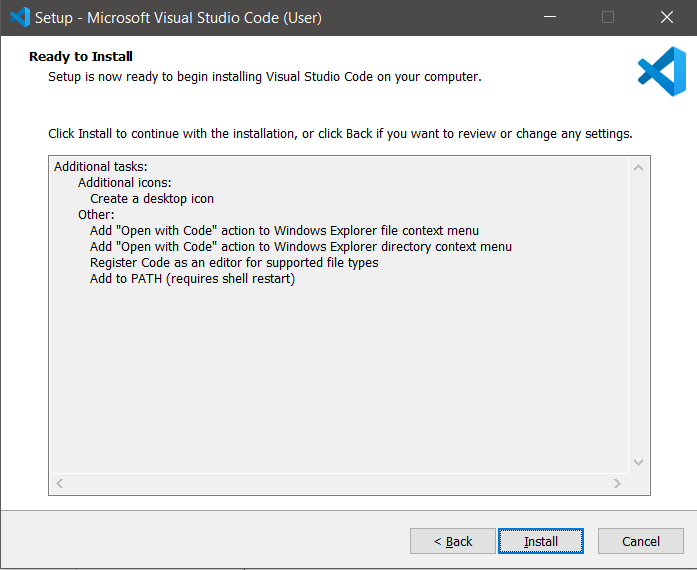 Setup - Microsoft Visual Studio Code (User)
Ready to Install
Setup is now ready to begin installing Visual Studio Code on your computer.
Click Install to continue with the installation, or click Back if you want to review or change any settings.
Additional tasks:
Additional icons:
Create a desktop icon
Other:
Add "Open with Code" action to Windows Explorer file context menu
Add "Open with Code" action to Windows Explorer directory context menu
Register Code as an editor for supported file types
Add to PATH (requires shell restart)
< Back Install Cancel